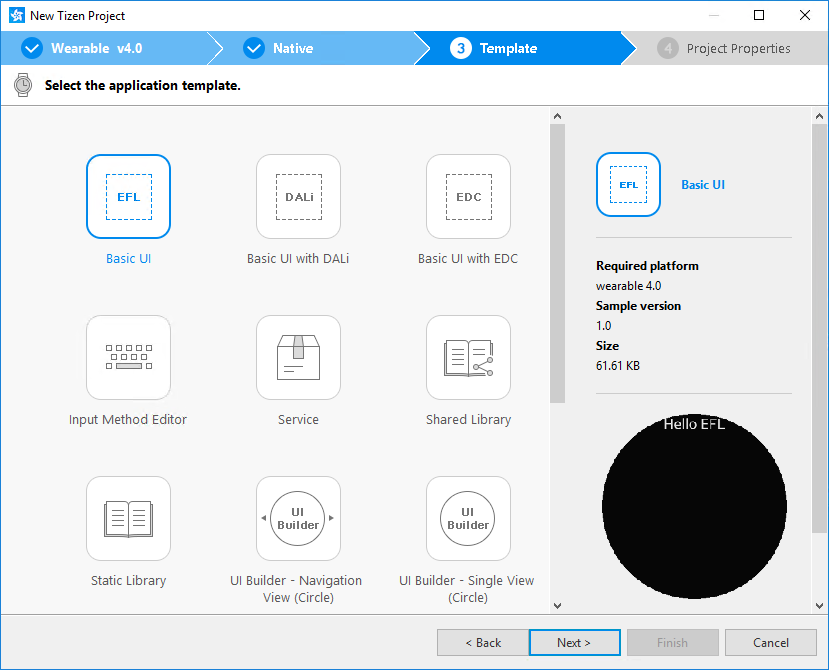 New Tizen Project
Wearable v4.0
Native
3 Template
4 Project Properties
Select the application template.
EFL
DALi
EDC
Basic UI
Basic UI with DALi
Basic UI with EDC
Input Method Editor
Service
Shared Library
UI
Builder
UI
Builder
Static Library
UI Builder - Navigation
View (Circle)
UI Builder - Single View
(Circle)
EFL
Basic UI
Required platform
wearable 4.0
Sample version
1.0
Size
61.61 KB
Hello EFL
< Back
Next >
Finish
Cancel